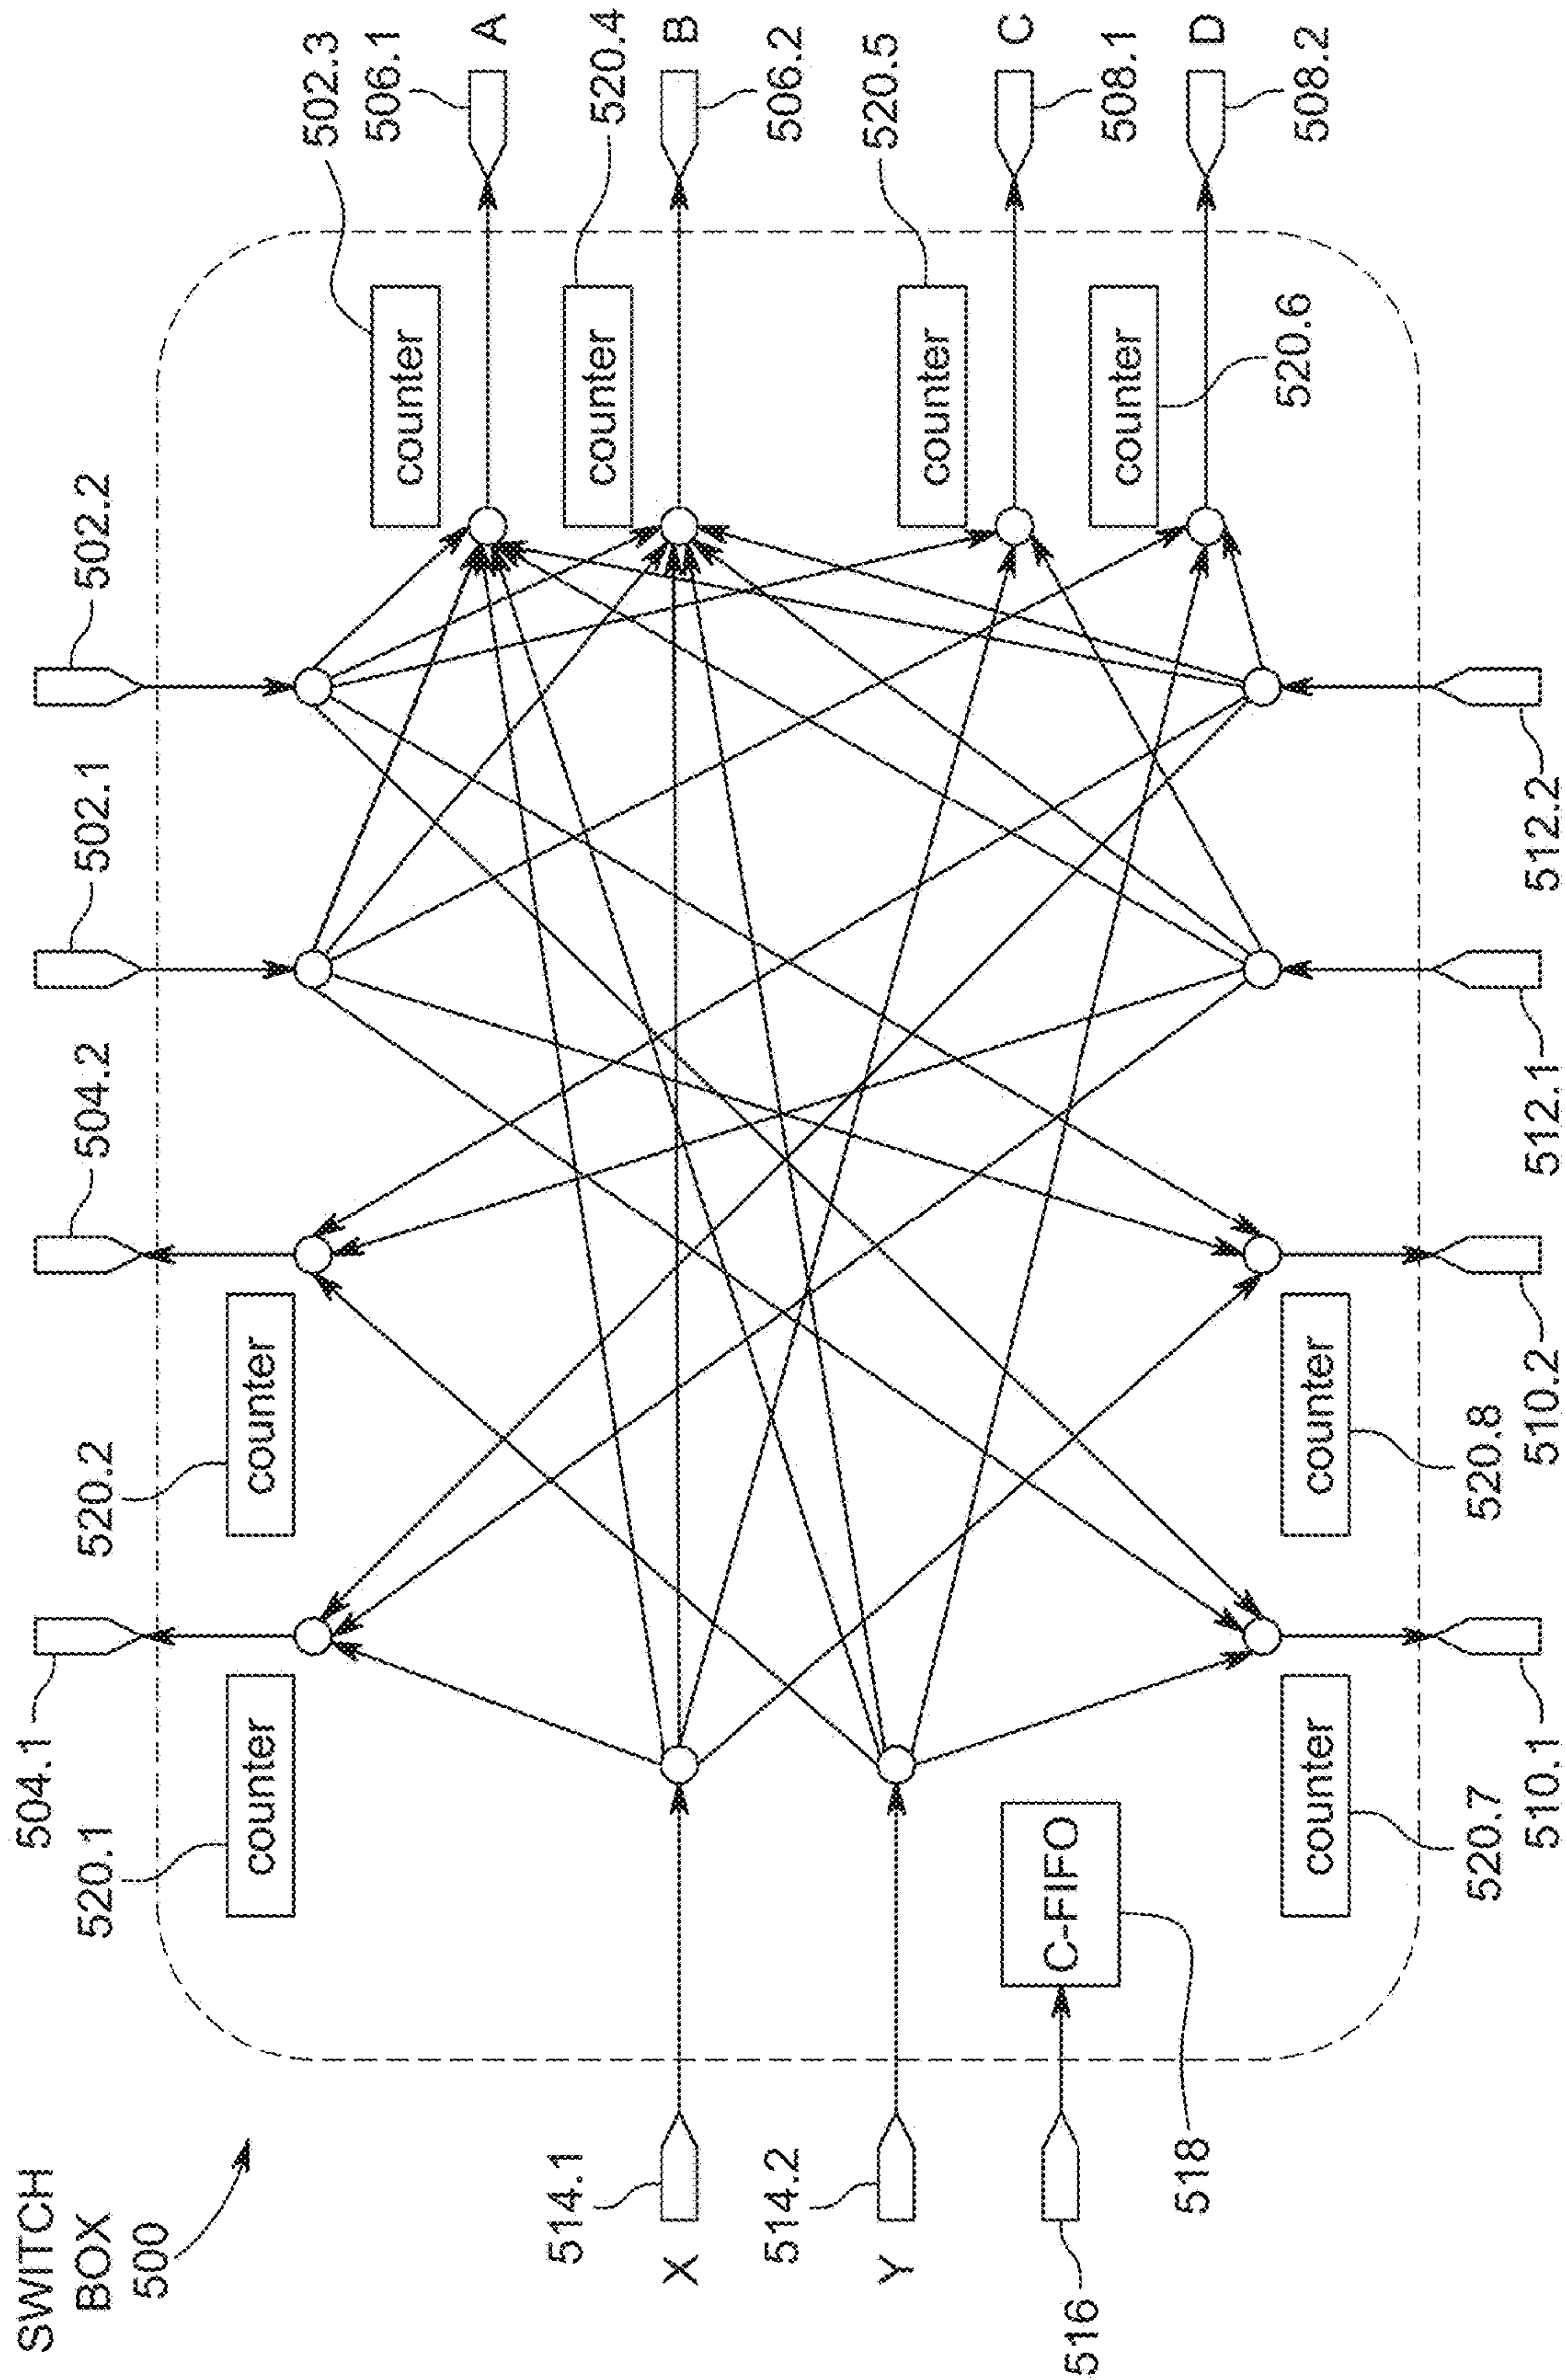 SWITCH
BOX
500
504.1
504.2
502.1
502.2
520.1
520.2
counter
counter
502.3
506.1
A
counter
520.4
B
counter
506.2
514.1
X
514.2
Y
520.5
counter
C
508.1
counter
D
508.2
520.6
516
C-FIFO
518
counter
counter
520.7
520.8
510.1
510.2
512.1
512.2